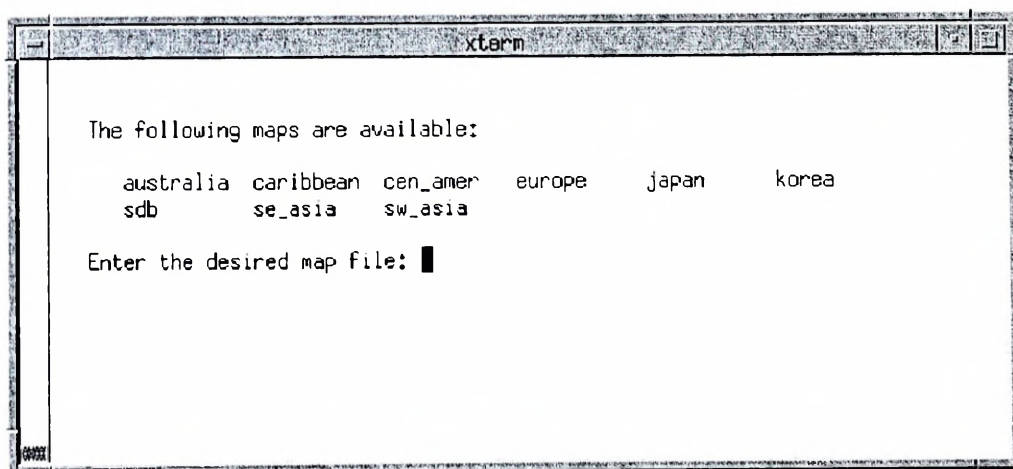 xterm
The following maps are available:
australia caribbean cen_amer europe japan korea
sdb se_asia sw_asia
Enter the desired map file: